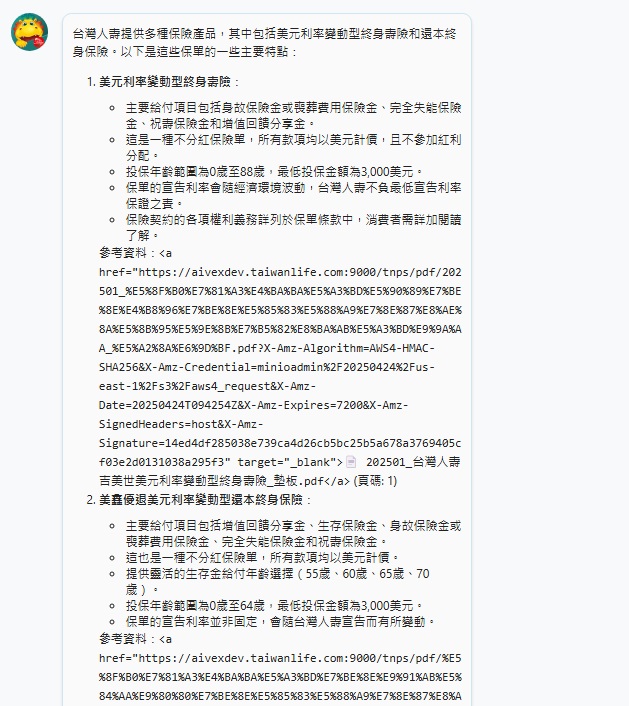 台灣人壽提供多種保險產品，其中包括美元利率變動型終身壽險和還本終
身保險。以下是這些保單的一些主要特點：
1. 美元利率變動型終身壽險：
○ 主要給付項目包括身故保險金或喪葬費用保險金、完全失能保險
金、祝壽保險金和增值回饋分享金。
○ 這是一種不分紅保險單，所有款項均以美元計價，且不參加紅利
分配。
○ 投保年齡範圍為0歲至88歲，最低投保金額為3,000美元。
○ 保單的宣告利率會隨經濟環境波動，台灣人壽不負最低宣告利率
保證之責。
○ 保險契約的各項權利義務詳列於保單條款中，消費者需詳加閱讀
了解。
參考資料：<a
href="https://aivexdev.taiwanlife.com:9000/tnps/pdf/202
501_%E5%8F%B0%E7%81%A3%E4%BA%BA%E5%A3%BD%E5%90%89%E7%BE
%8E%E4%B8%96%E7%BE%8E%E5%85%83%E5%88%A9%E7%8E%87%E8%AE%
8A%E5%8B%95%E5%9E%8B%E7%B5%82%E8%BA%AB%E5%A3%BD%E9%9A%A
A_%E5%A2%8A%E6%9D%BF.pdf?X-Amz-Algorithm=AWS4-HMAC-
SHA256&X-Amz-Credential=minioadmin%2F20250424%2Fus-
east-1%2Fs3%2Faws4_request&X-Amz-
Date=20250424T094254Z&X-Amz-Expires=7200&X-Amz-
SignedHeaders=host&X-Amz-
Signature=14ed4df285038e739ca4d26cb5bc25b5a678a3769405c
f03e2d0131038a295f3" target="_blank">📄 202501_台灣人壽
吉美世美元利率變動型終身壽險_墊板.pdf</a> (頁碼: 1)
2. 美鑫優退美元利率變動型還本終身保險：
○ 主要給付項目包括增值回饋分享金、生存保險金、身故保險金或
喪葬費用保險金、完全失能保險金和祝壽保險金。
○ 這也是一種不分紅保險單，所有款項均以美元計價。
○ 提供靈活的生存金給付年齡選擇（55歲、60歲、65歲、70
歲）。
○ 投保年齡範圍為0歲至64歲，最低投保金額為3,000美元。
○ 保單的宣告利率並非固定，會隨台灣人壽宣告而有所變動。
參考資料：<a
href="https://aivexdev.taiwanlife.com:9000/tnps/pdf/%E5
%8F%B0%E7%81%A3%E4%BA%BA%E5%A3%BD%E7%BE%8E%E9%91%AB%E5%
84%AA%E9%80%80%E7%BE%8E%E5%85%83%E5%88%A9%E7%8E%87%E8%A